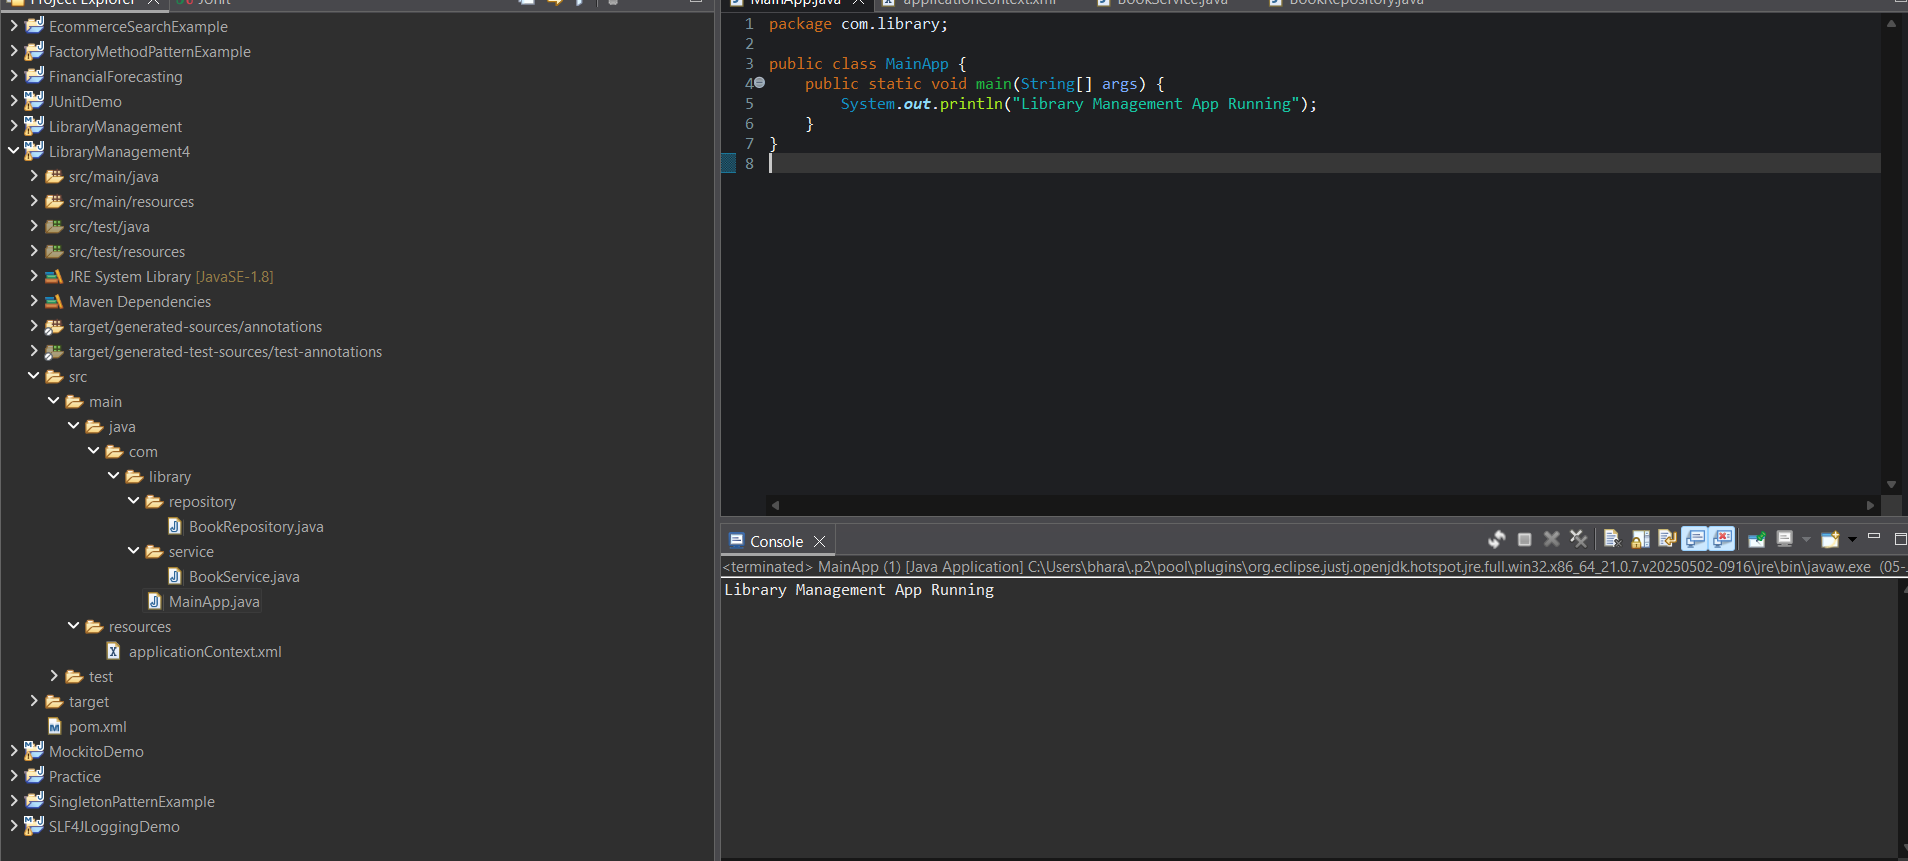 Project Explorer
JUnit
EcommerceSearchExample
FactoryMethodPatternExample
FinancialForecasting
JUnitDemo
LibraryManagement
LibraryManagement4
src/main/java
src/main/resources
src/test/java
src/test/resources
JRE System Library [JavaSE-1.8]
Maven Dependencies
target/generated-sources/annotations
target/generated-test-sources/test-annotations
src
main
java
com
library
repository
BookRepository.java
service
BookService.java
MainApp.java
resources
applicationContext.xml
test
target
pom.xml
MockitoDemo
Practice
SingletonPatternExample
SLF4JLoggingDemo
MainApp.java applicationContext.xml BookService.java BookRepository.java
1 package com.library;
2
3 public class MainApp {
4 public static void main(String[] args) {
5 System.out.println("Library Management App Running");
6 }
7 }
8
Console
<terminated> MainApp (1) [Java Application] C:\Users\bhara\.p2\pool\plugins\org.eclipse.justj.openjdk.hotspot.jre.full.win32.x86_64_21.0.7.v20250502-0916\jre\bin\javaw.exe (05-
Library Management App Running